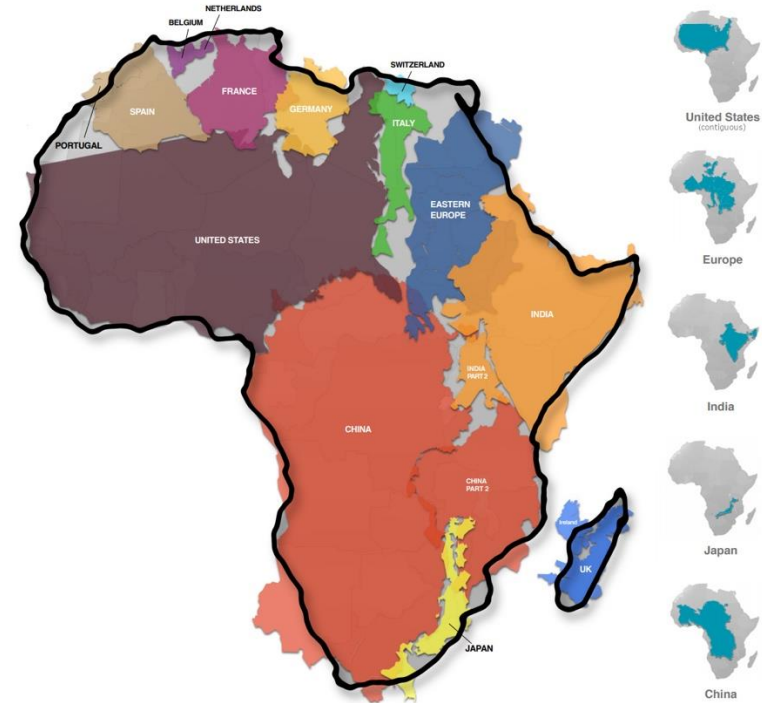 NETHERLANDS
BELGIUM
SWITZERLAND
FRANCE
GERMANY
SPAIN
ITALY
PORTUGAL
EASTERN
EUROPE
UNITED STATES
INDIA
INDIA
PART 2
CHINA
CHINA
PART 2
Ireland
UK
JAPAN
United States
(contiguous)
Europe
India
Japan
China